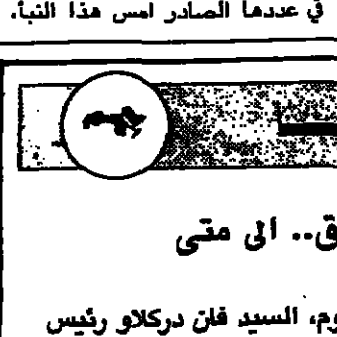 في عددها الصادر امس هذا النبأ.
ق.. الى متى
وم، السيد فان دركلاو رئيس